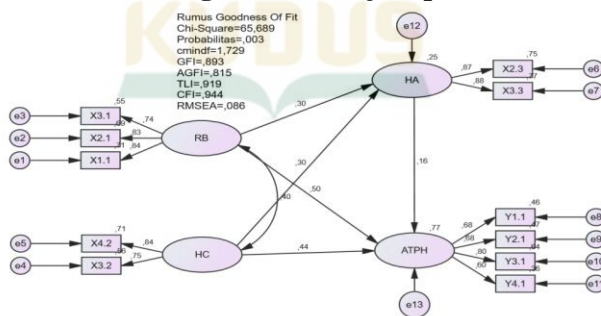 KUDUS
Rumus Goodness Of Fit
Chi-Square=65,689
Probabilitas=,003
cmindf=1,729
GFI=,893
AGFI=,815
TLI=,919
CFI=,944
RMSEA=,086
e12
,25
HA
,87
,75
X2.3
e6
,88
X3.3
e7
,55
e3
X3.1
,74
e2
X2.1
,83
e1
X1.1
,84
RB
,30
,30
,16
,50
,40
,71
e5
X4.2
,84
e4
X3.2
,75
HC
,44
,77
ATPH
e13
,46
,68
Y1.1
e8
,68
Y2.1
e9
,80
Y3.1
e10
,60
Y4.1